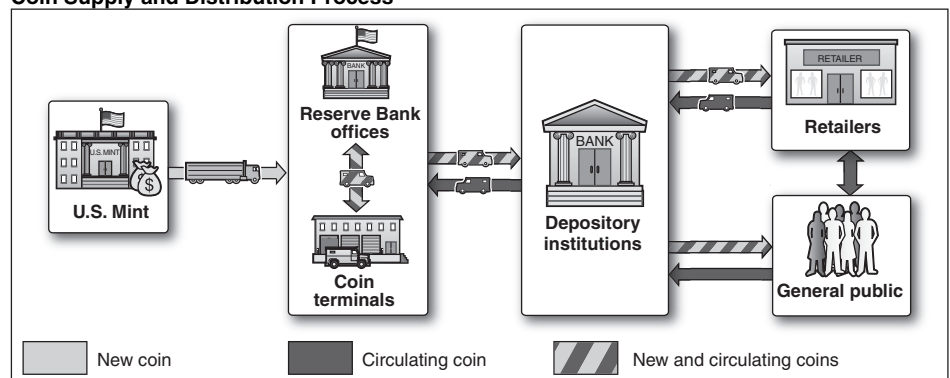 Coin Supply and Distribution Process
BANK
Reserve Bank
offices
U.S. MINT
$
U.S. Mint
Coin
terminals
BANK
Depository
institutions
RETAILER
Retailers
General public
New coin
Circulating coin
New and circulating coins